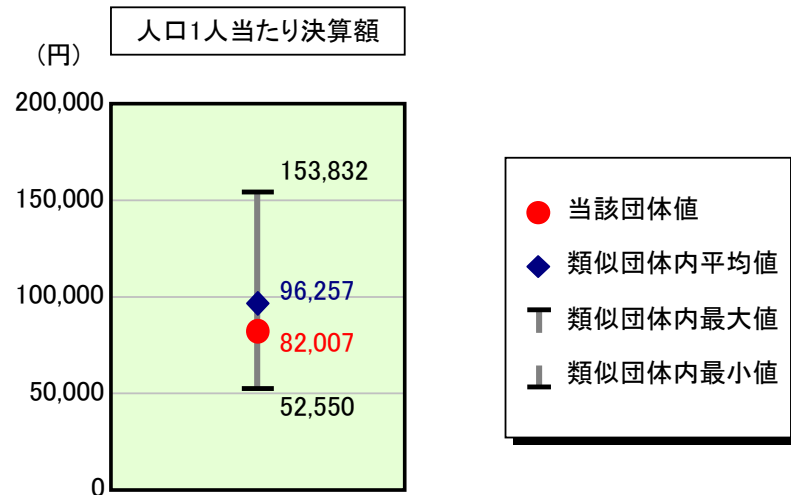 人口1人当たり決算額
(円)
200,000
153,832
150,000
96,257
100,000
82,007
50,000
52,550
0
当該団体値
類似団体内平均値
類似団体内最大値
類似団体内最小値